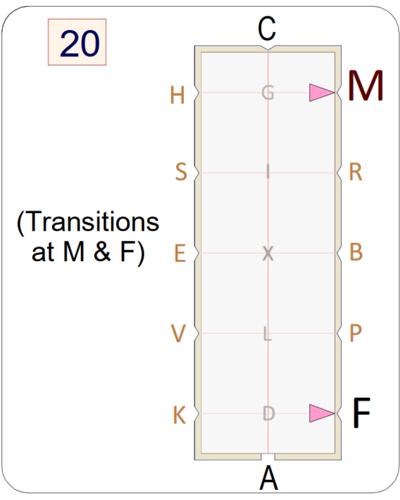 20
C
H G M
S I R
(Transitions
at M & F)
E X B
V L P
K D F
A